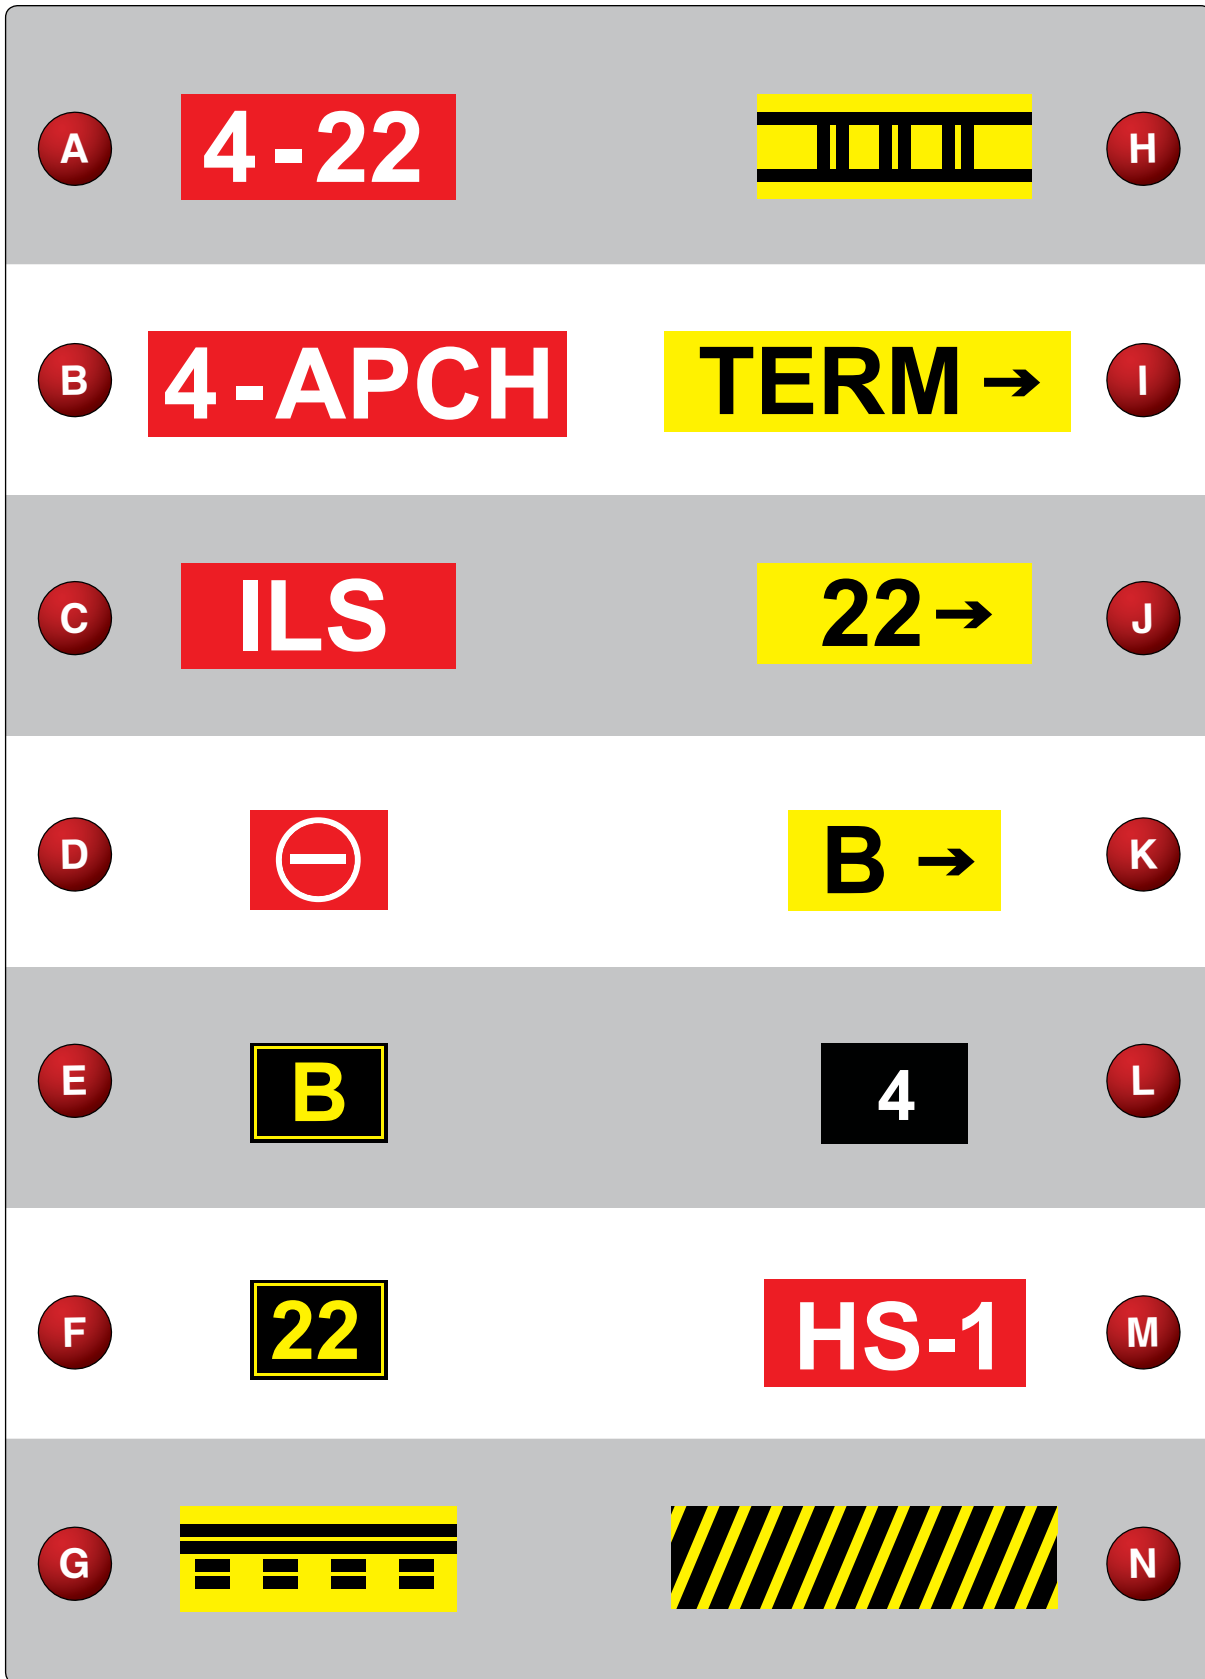 A 4-22 H
B 4-APCH TERM → I
C ILS 22 → J
D K B →
E B 4 L
F 22 HS-1 M
G N